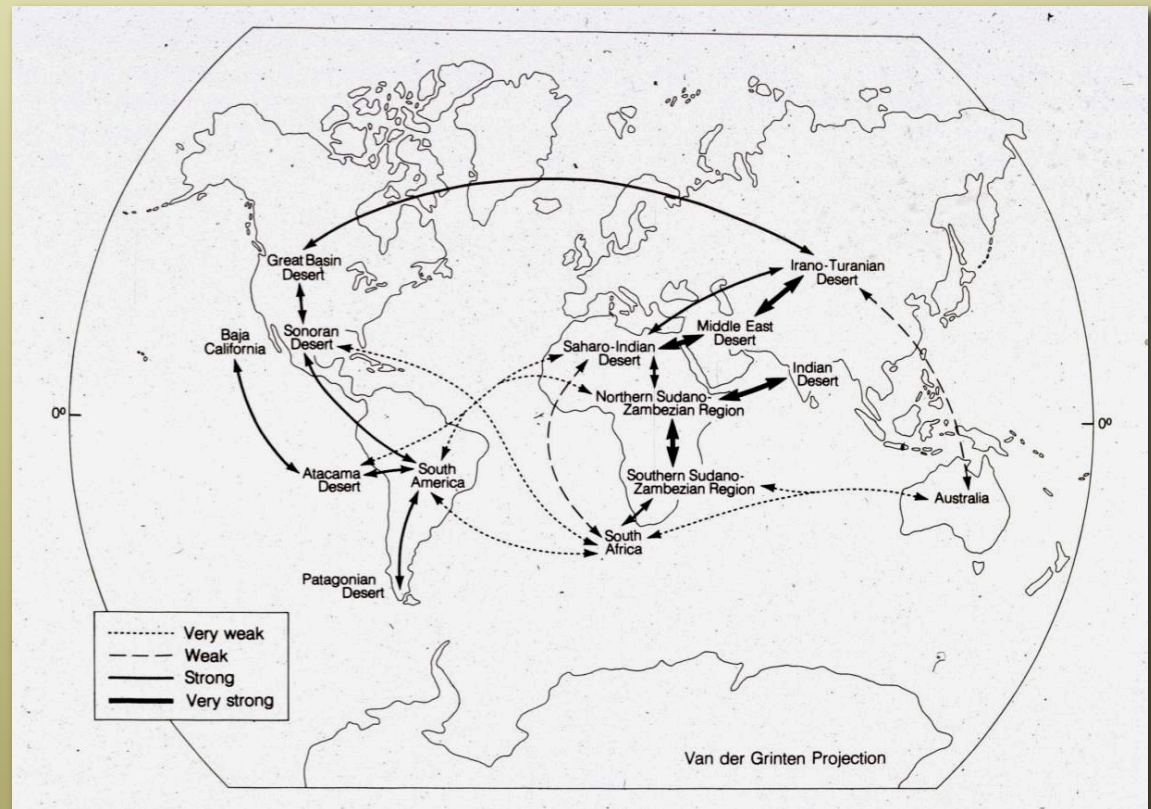 Great Basin
Desert
Irano-Turanian
Desert
Baja
California
Sonoran
Desert
Middle East
Desert
Saharo-Indian
Desert
Indian
Desert
Northern Sudano-
Zambezian Region
0º
0º
Atacama
Desert
South
America
Southern Sudano-
Zambezian Region
Australia
South
Africa
Patagonian
Desert
Very weak
Weak
Strong
Very strong
Van der Grinten Projection